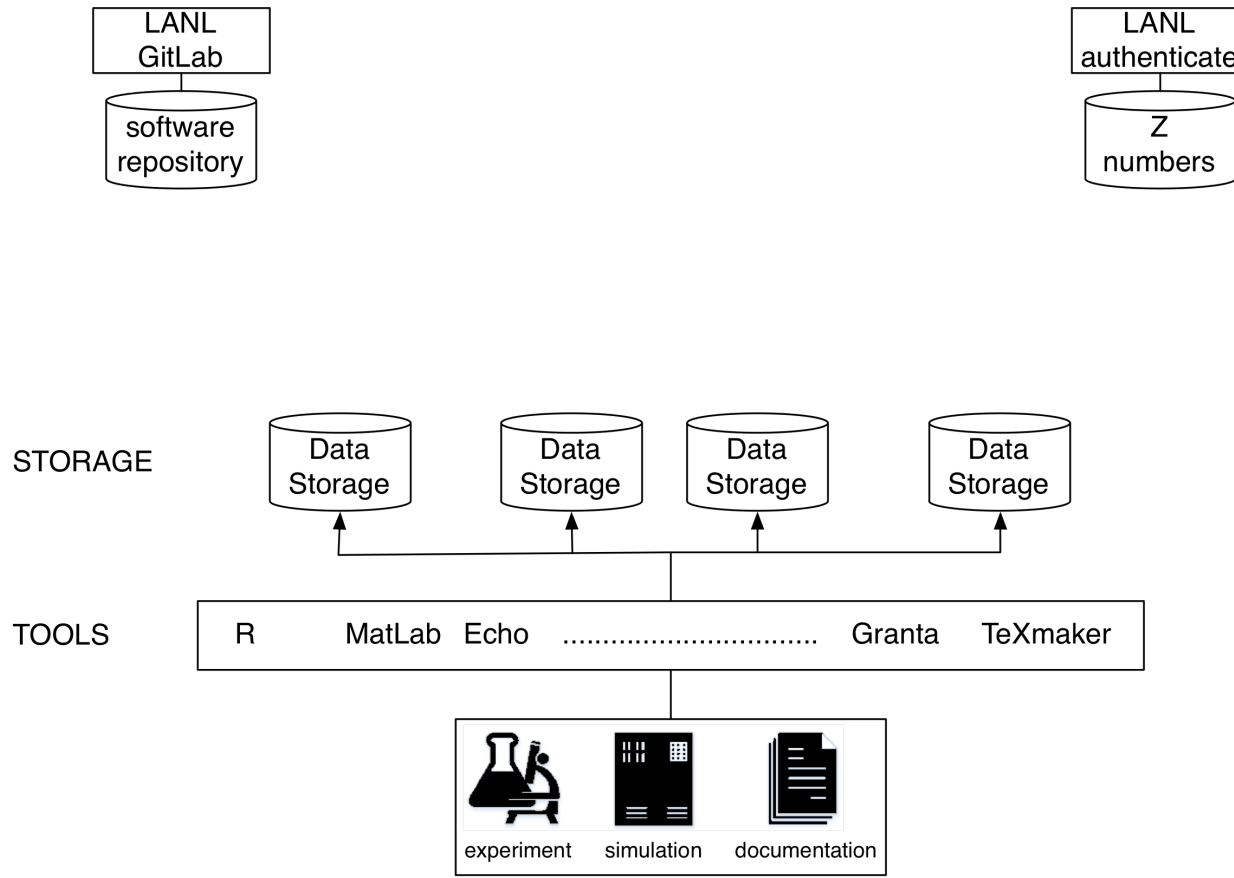 LANL
GitLab
LANL
authenticate
software
repository
Z
numbers
STORAGE
Data
Storage
Data
Storage
Data
Storage
Data
Storage
TOOLS
R MatLab Echo ................................ Granta TeXmaker
experiment simulation documentation